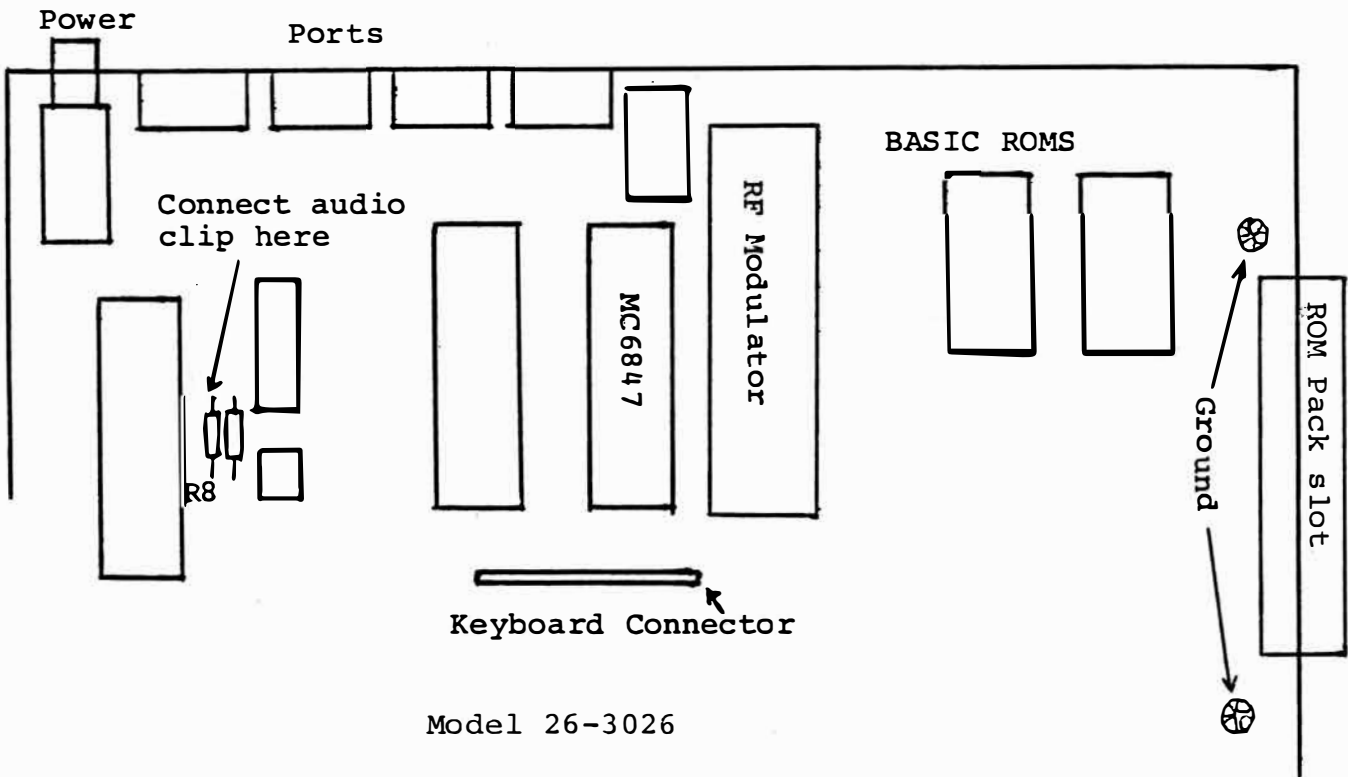 Power
Ports
BASIC ROMS
Connect audio
clip here
RF Modulator
MC6847
ROM Pack slot
Ground
R8
Keyboard Connector
Model 26-3026